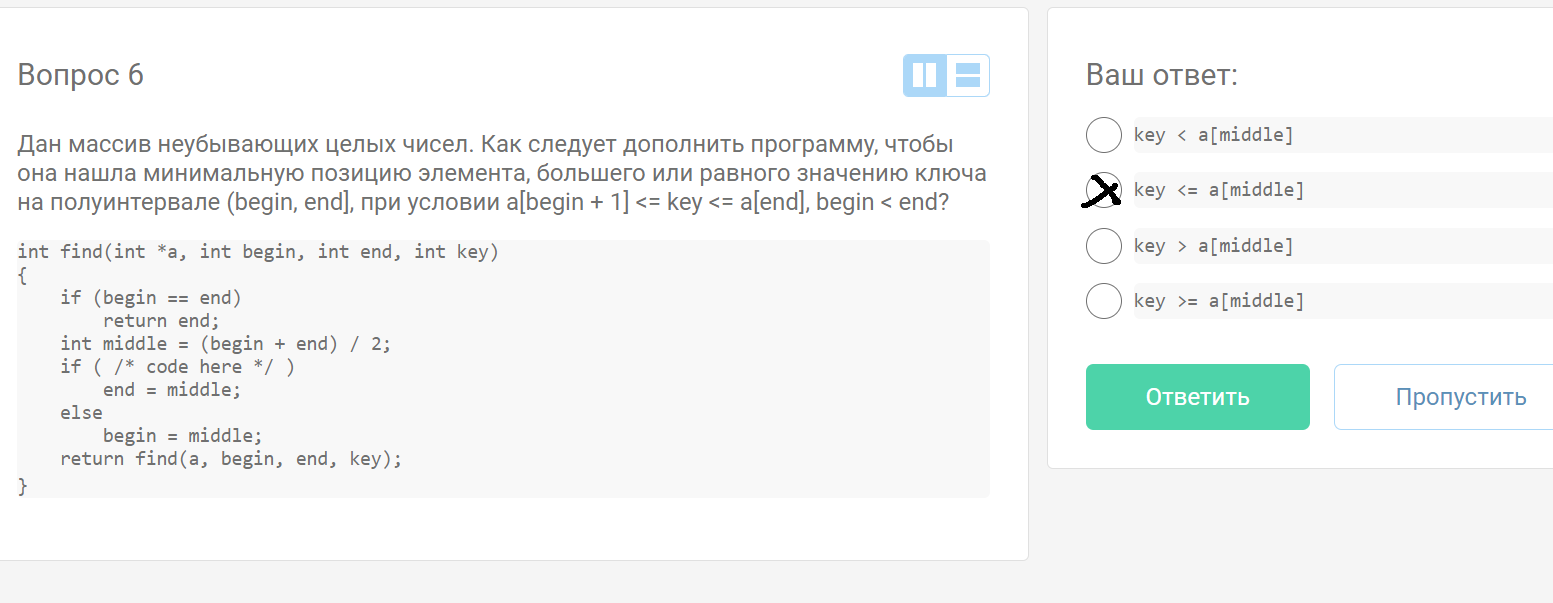 Вопрос 6
Дан массив неубывающих целых чисел. Как следует дополнить программу, чтобы
она нашла минимальную позицию элемента, большего или равного значению ключа
на полуинтервале (begin, end], при условии a[begin + 1] <= key <= a[end], begin < end?
int find(int *a, int begin, int end, int key)
{
    if (begin == end)
        return end;
    int middle = (begin + end) / 2;
    if ( /* code here */ )
        end = middle;
    else
        begin = middle;
    return find(a, begin, end, key);
}
Ваш ответ:
key < a[middle]
key <= a[middle]
key > a[middle]
key >= a[middle]
Ответить
Пропустить